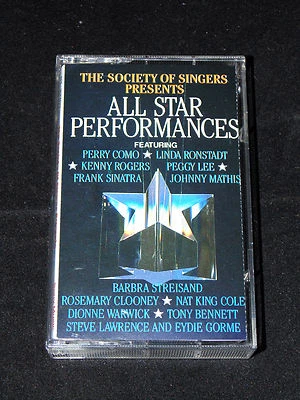 THE SOCIETY OF SINGERS
PRESENTS
ALL STAR
PERFORMANCES
FEATURING
PERRY COMO ★ LINDA RONSTADT
★ KENNY ROGERS PEGGY LEE ★
FRANK SINATRA JOHNNY MATHIS
BARBRA STREISAND
ROSEMARY CLOONEY ★ NAT KING COLE
DIONNE WARWICK ★ TONY BENNETT
STEVE LAWRENCE AND EYDIE GORME